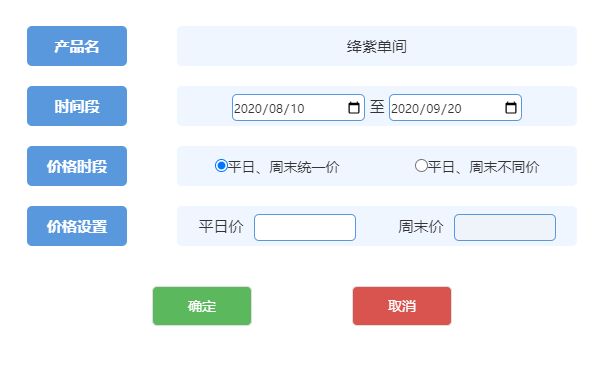 产品名 绛紫单间
时间段 2020/08/10 至 2020/09/20
价格时段 平日、周末统一价 平日、周末不同价
价格设置 平日价 周末价
确定 取消